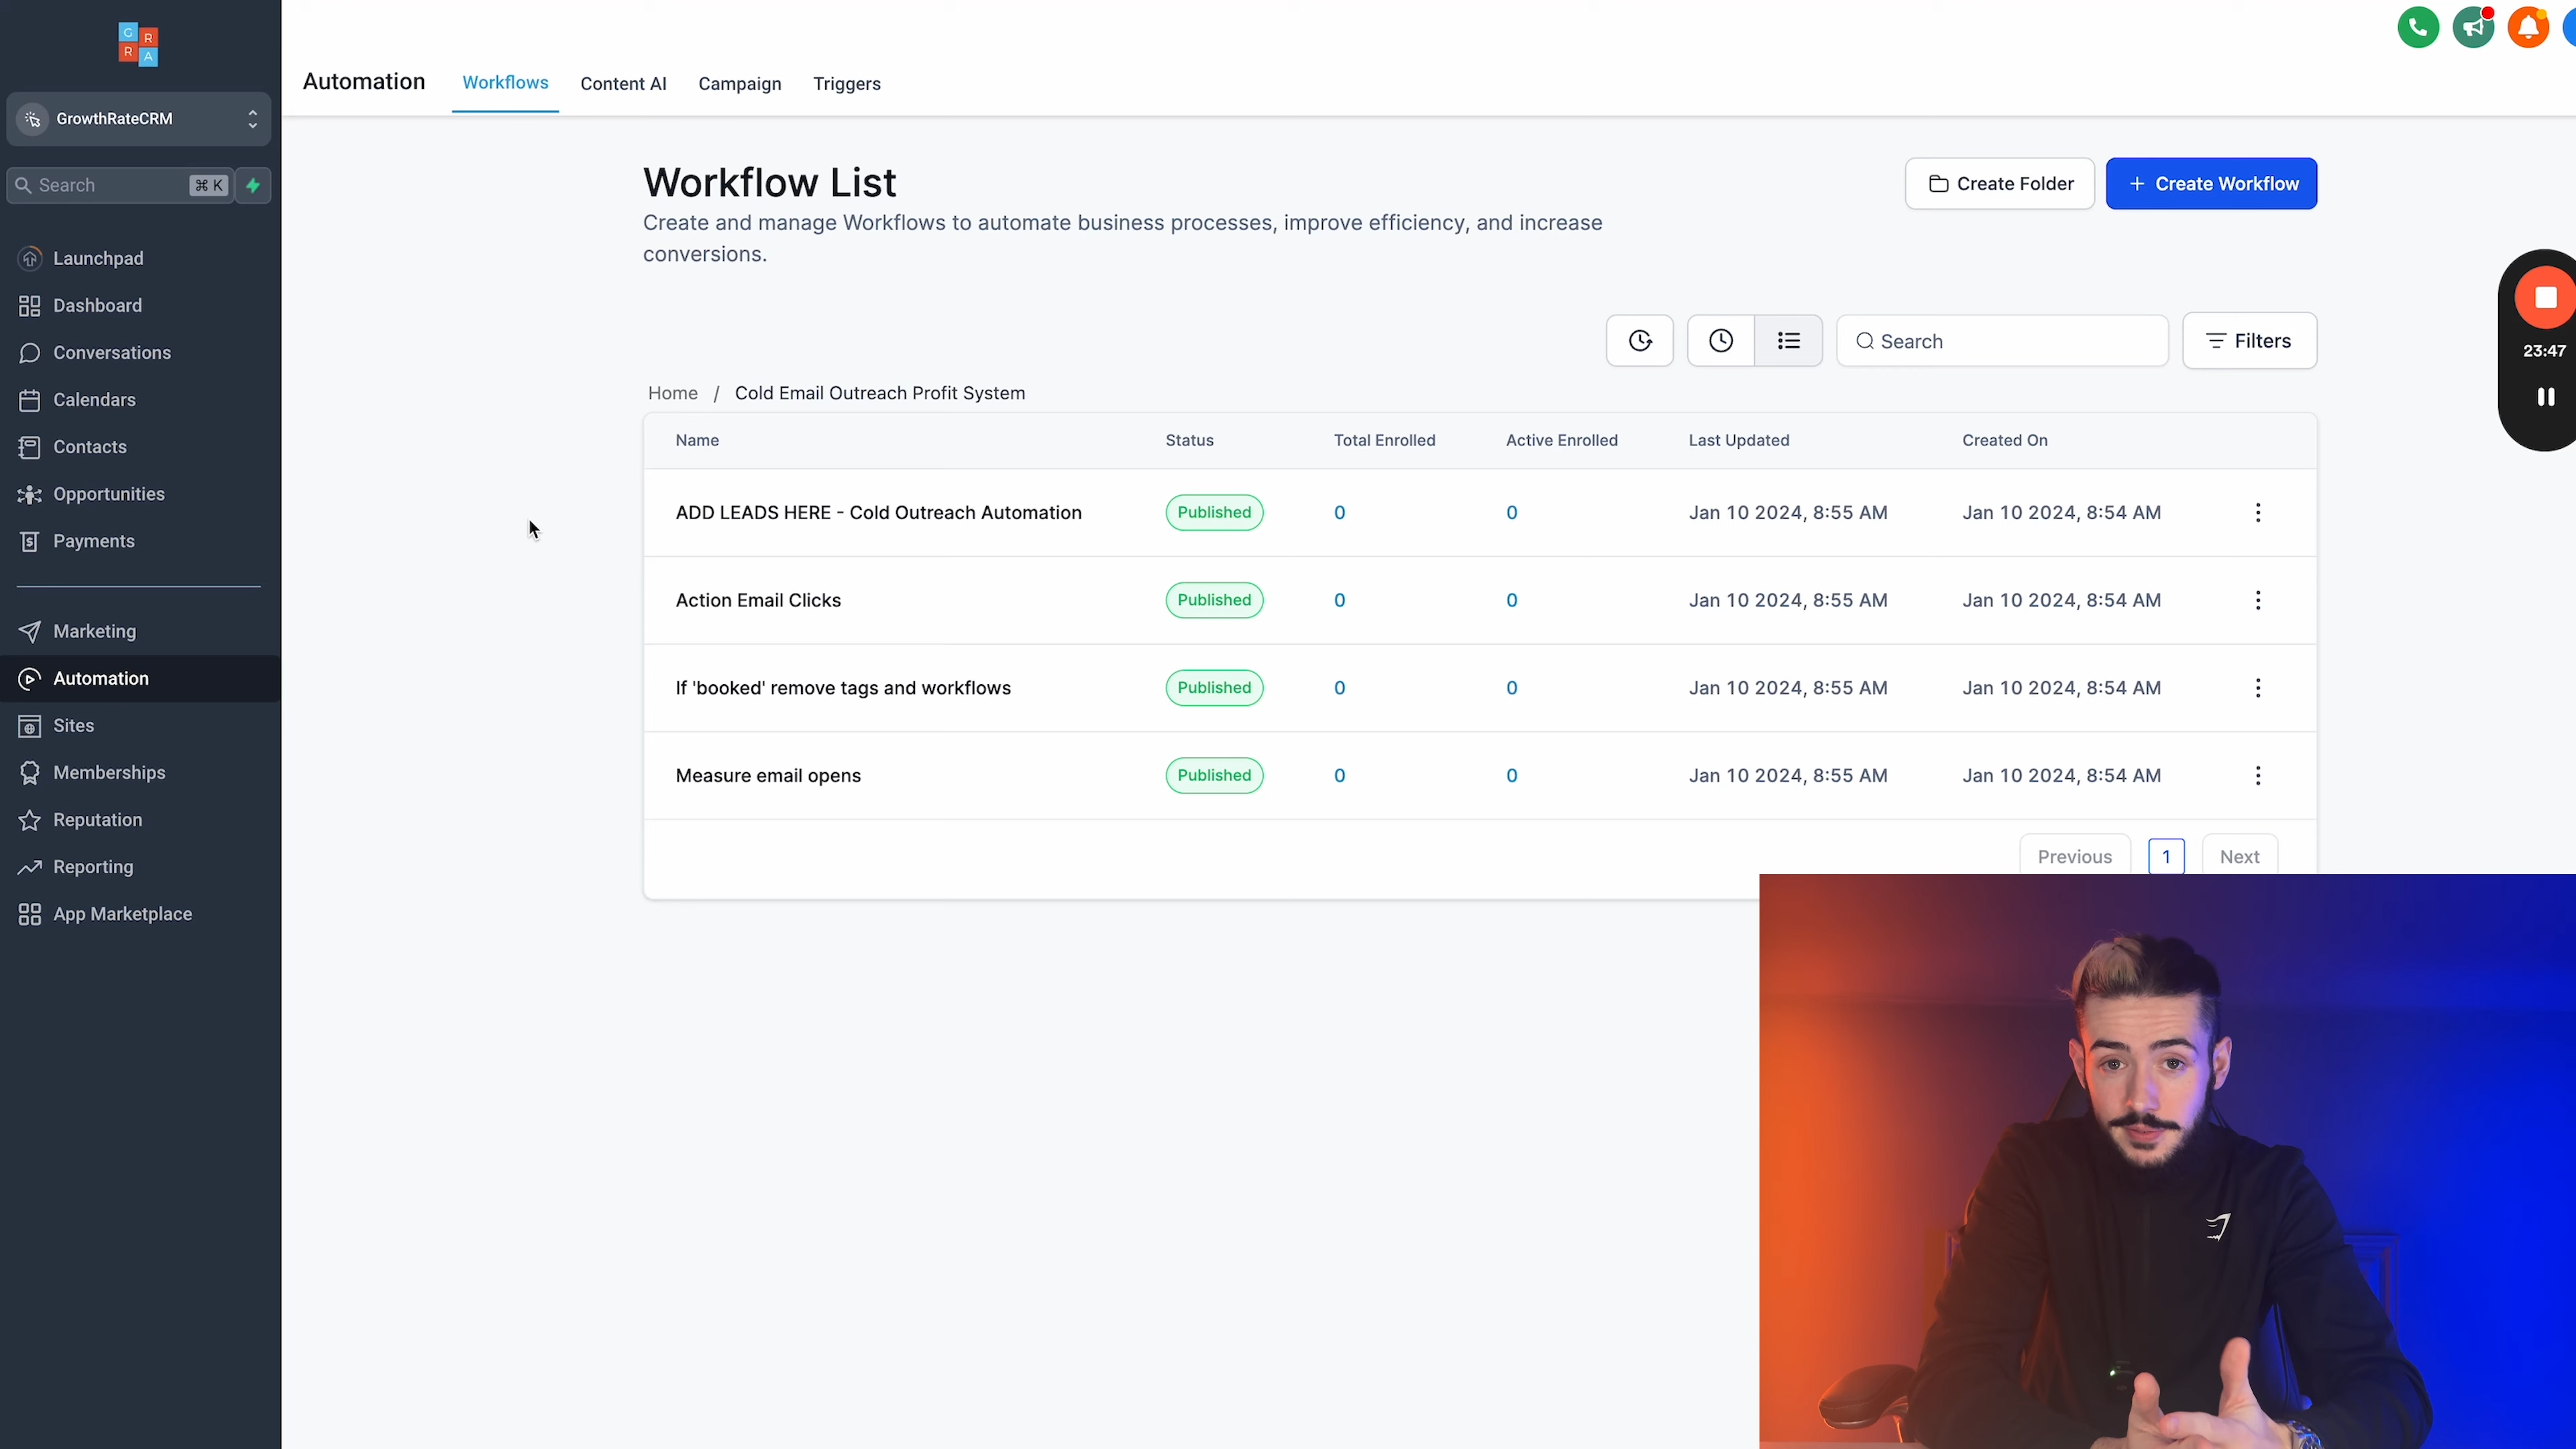 G R
R A
GrowthRateCRM
Search ⌘ K
Launchpad
Dashboard
Conversations
Calendars
Contacts
Opportunities
Payments
Marketing
Automation
Sites
Memberships
Reputation
Reporting
App Marketplace
Automation Workflows Content AI Campaign Triggers
Workflow List
Create and manage Workflows to automate business processes, improve efficiency, and increase
conversions.
Create Folder + Create Workflow
Search Filters
23:47
Home / Cold Email Outreach Profit System
Name Status Total Enrolled Active Enrolled Last Updated Created On
ADD LEADS HERE - Cold Outreach Automation Published 0 0 Jan 10 2024, 8:55 AM Jan 10 2024, 8:54 AM
Action Email Clicks Published 0 0 Jan 10 2024, 8:55 AM Jan 10 2024, 8:54 AM
If 'booked' remove tags and workflows Published 0 0 Jan 10 2024, 8:55 AM Jan 10 2024, 8:54 AM
Measure email opens Published 0 0 Jan 10 2024, 8:55 AM Jan 10 2024, 8:54 AM
Previous 1 Next